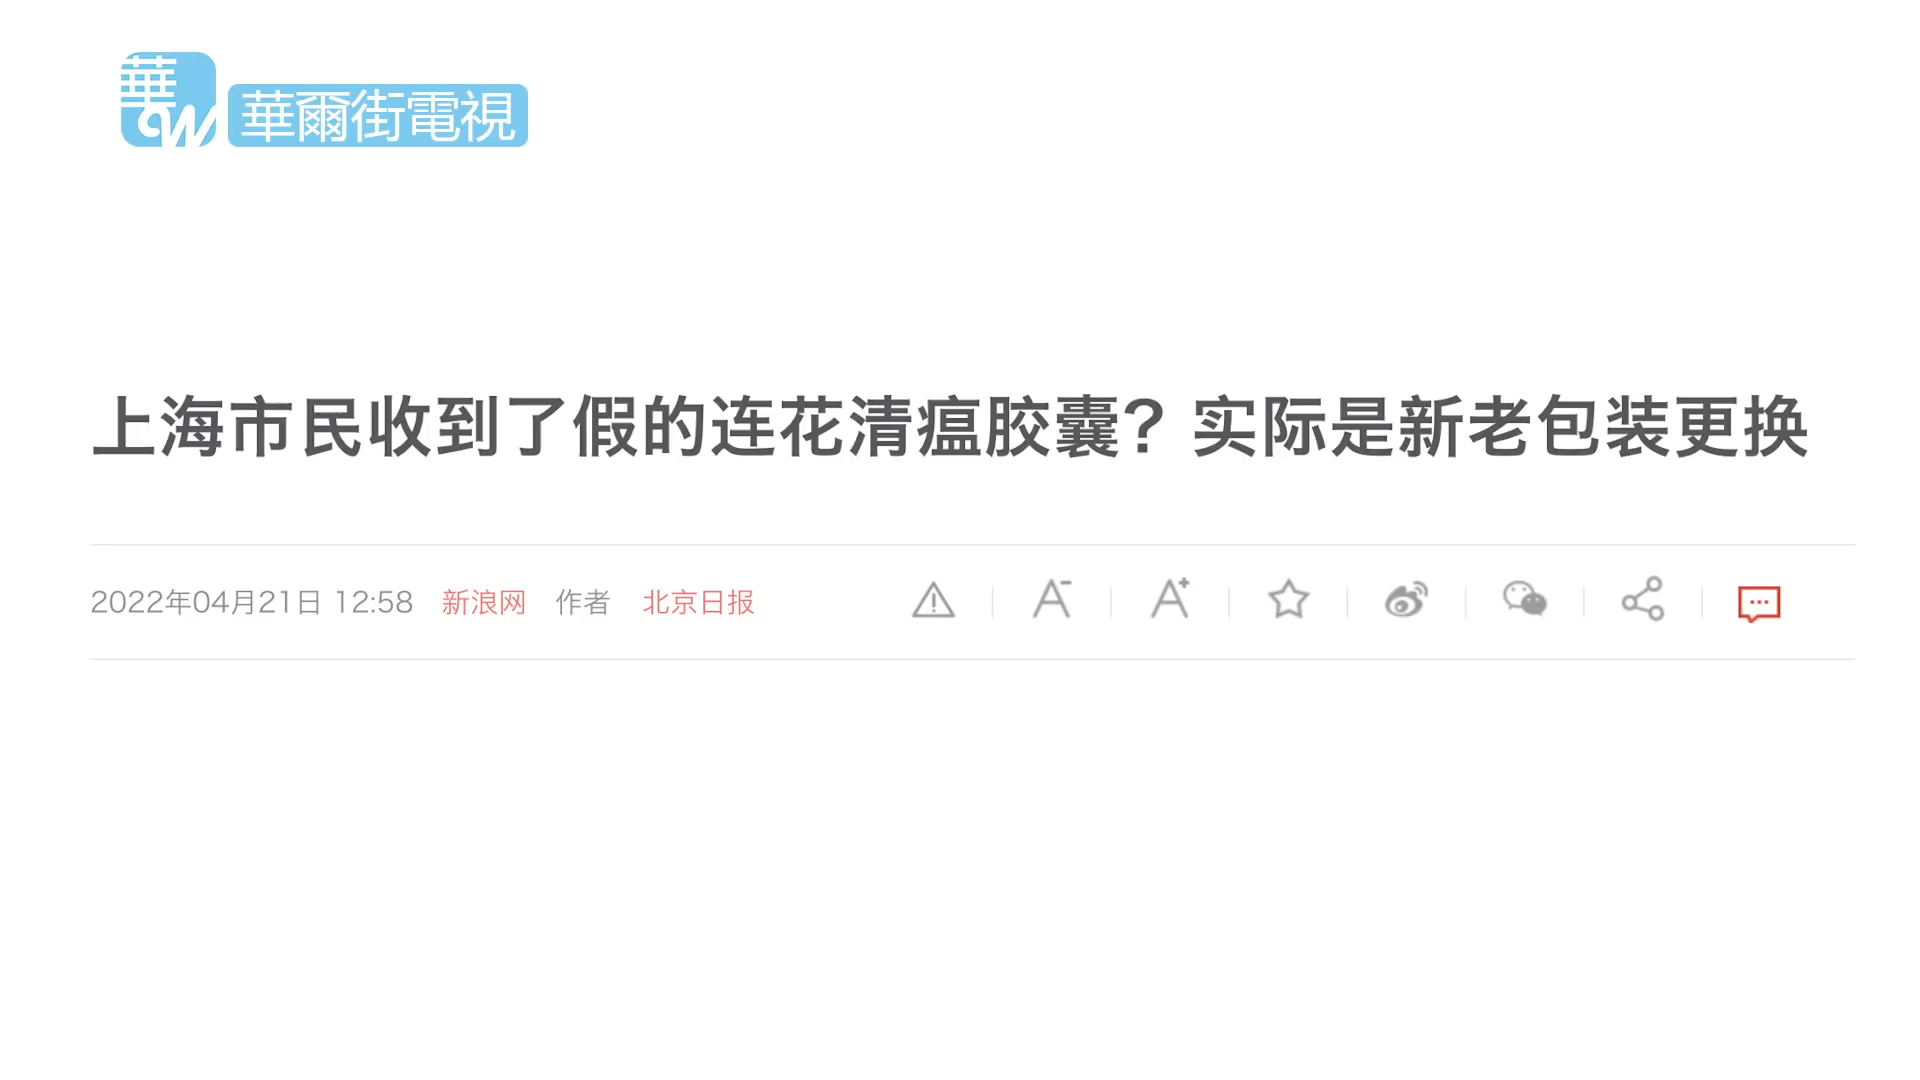 華
華爾街電視
上海市民收到了假的连花清瘟胶囊？实际是新老包装更换
2022年04月21日 12:58 新浪网 作者 北京日报